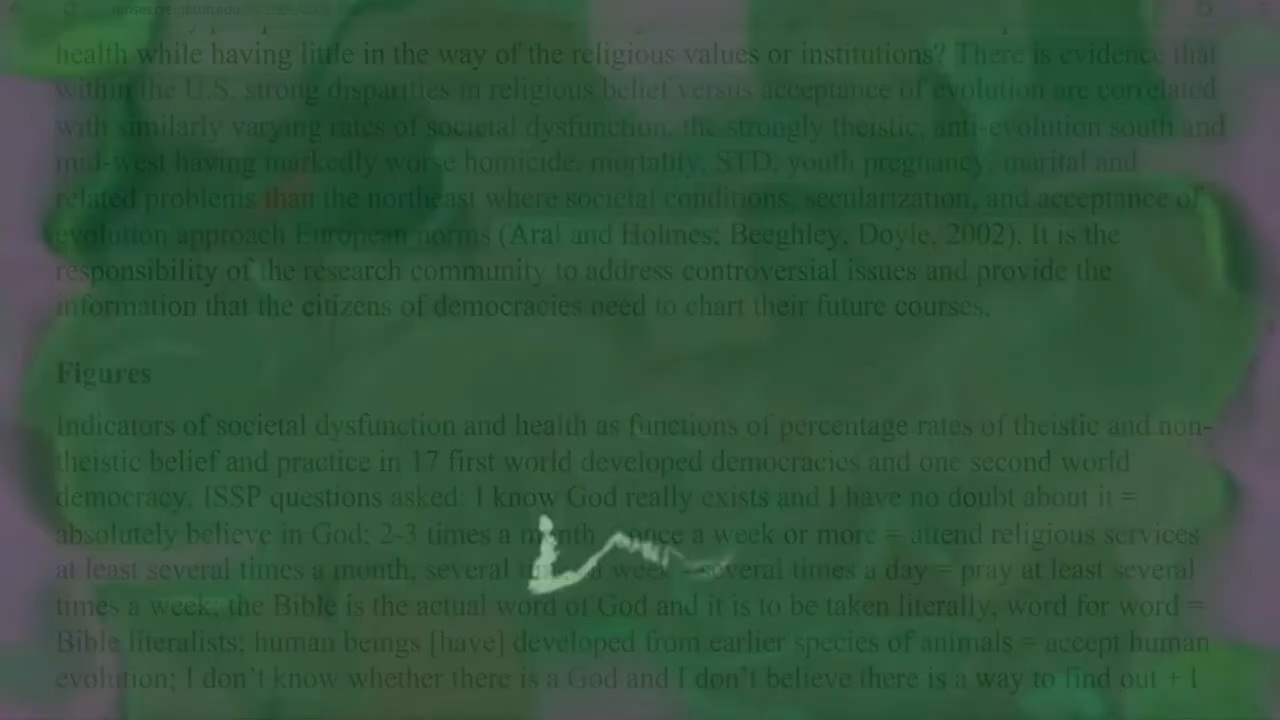 health while having little in the way of the religious values or institutions? There is evidence that
within the U.S. strong disparities in religious belief versus acceptance of evolution are correlated
with similarly varying rates of societal dysfunction, the strongly theistic, anti-evolution south and
mid-west having markedly worse homicide, mortality, STD, youth pregnancy, marital and
related problems than the northeast where societal conditions, secularization, and acceptance of
evolution approach European norms (Aral and Holmes; Beeghley, Doyle, 2002). It is the
responsibility of the research community to address controversial issues and provide the
information that the citizens of democracies need to chart their future courses.
Figures
Indicators of societal dysfunction and health as functions of percentage rates of theistic and non-
theistic belief and practice in 17 first world developed democracies and one second world
democracy. ISSP questions asked: I know God really exists and I have no doubt about it =
absolutely believe in God; 2-3 times a month - once a week or more = attend religious services
at least several times a month; several a week - several times a day = pray at least several
times a week; the Bible is the actual word of God and it is to be taken literally, word for word =
Bible literalists; human beings [have] developed from earlier species of animals = accept human
evolution; I don't know whether there is a God and I don't believe there is a way to find out + I